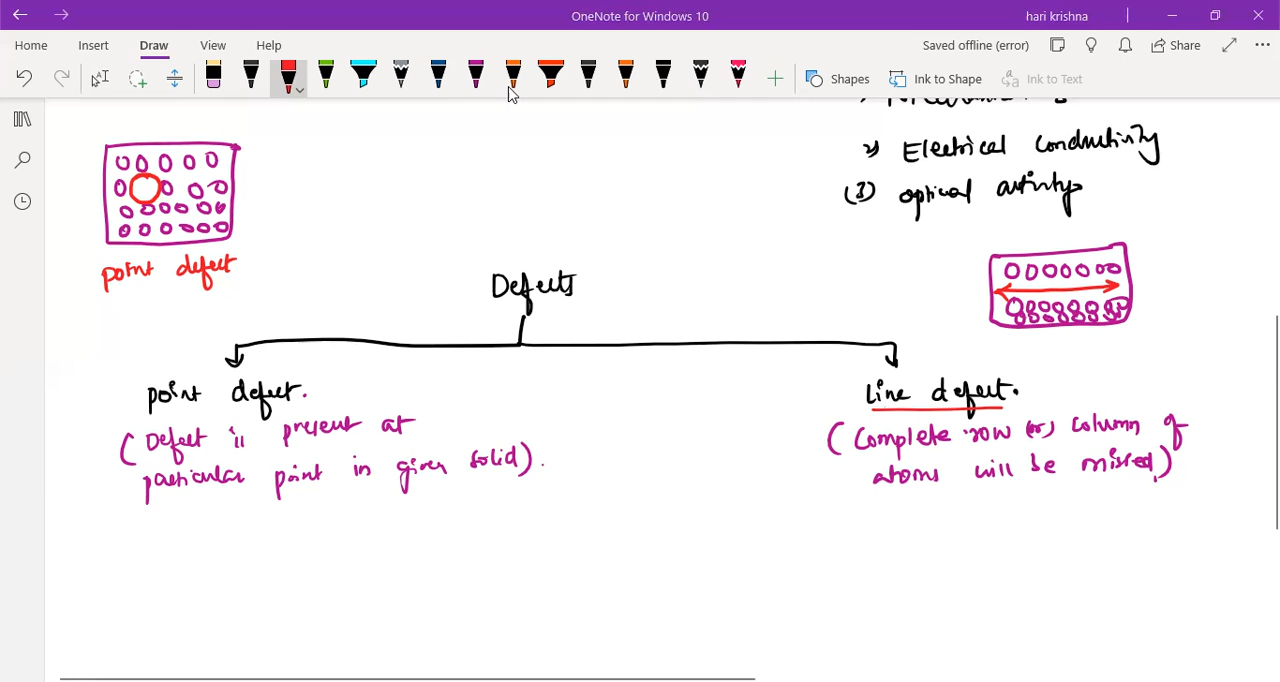 OneNote for Windows 10
hari krishna
Home Insert Draw View Help
Saved offline (error)
Share
Shapes
Ink to Shape
Ink to Text
2) Electrical conductivity
(3) optical activity
point defect
Defects
point defect.
(Defect is present at
particular point in given solid).
Line defect.
(Complete row (or) column of
atoms will be missed,)